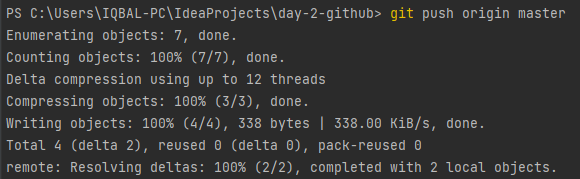 PS C:\Users\IQBAL-PC\IdeaProjects\day-2-github> git push origin master
Enumerating objects: 7, done.
Counting objects: 100% (7/7), done.
Delta compression using up to 12 threads
Compressing objects: 100% (3/3), done.
Writing objects: 100% (4/4), 338 bytes | 338.00 KiB/s, done.
Total 4 (delta 2), reused 0 (delta 0), pack-reused 0
remote: Resolving deltas: 100% (2/2), completed with 2 local objects.